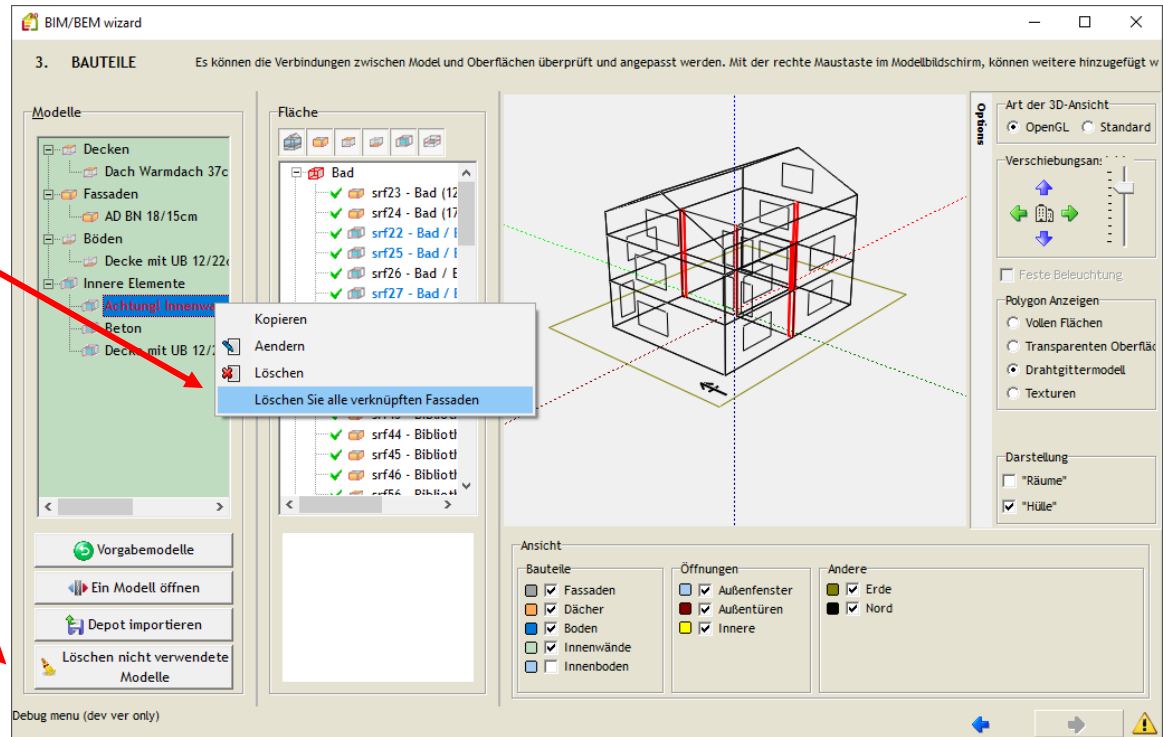 BIM/BEM wizard
3. BAUTEILE Es können die Verbindungen zwischen Model und Oberflächen überprüft und angepasst werden. Mit der rechte Maustaste im Modellbildschirm, können weitere hinzugefügt w
Modelle
Decken
Dach Warmdach 37c
Fassaden
AD BN 18/15cm
Böden
Decke mit UB 12/22
Innere Elemente
Achtung! Innenwa
Beton
Decke mit UB 12/2
Vorgabemodelle
Ein Modell öffnen
Depot importieren
Löschen nicht verwendete
Modelle
Fläche
Bad
srf23 - Bad (12
srf24 - Bad (17
srf22 - Bad / E
srf25 - Bad / E
srf26 - Bad / E
srf27 - Bad / E
Kopieren
Aendern
Löschen
Löschen Sie alle verknüpften Fassaden
srf44 - Biblioth
srf45 - Biblioth
srf46 - Biblioth
srf56 - Biblioth
Options
Art der 3D-Ansicht
OpenGL Standard
Feste Beleuchtung
Polygon Anzeigen
Vollen Flächen
Transparenten Oberfläc
Drahtgittermodell
Texturen
Darstellung
"Räume"
"Hülle"
Ansicht
Bauteile
Fassaden
Dächer
Boden
Innenwände
Innenboden
Öffnungen
Außenfenster
Außentüren
Innere
Andere
Erde
Nord
Debug menu (dev ver only)